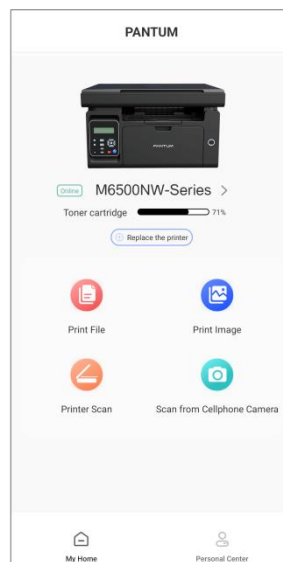 PANTUM
PANTUM
Online M6500NW-Series >
Toner cartridge 71%
Replace the printer
Print File
Print Image
Printer Scan
Scan from Cellphone Camera
My Home
Personal Center